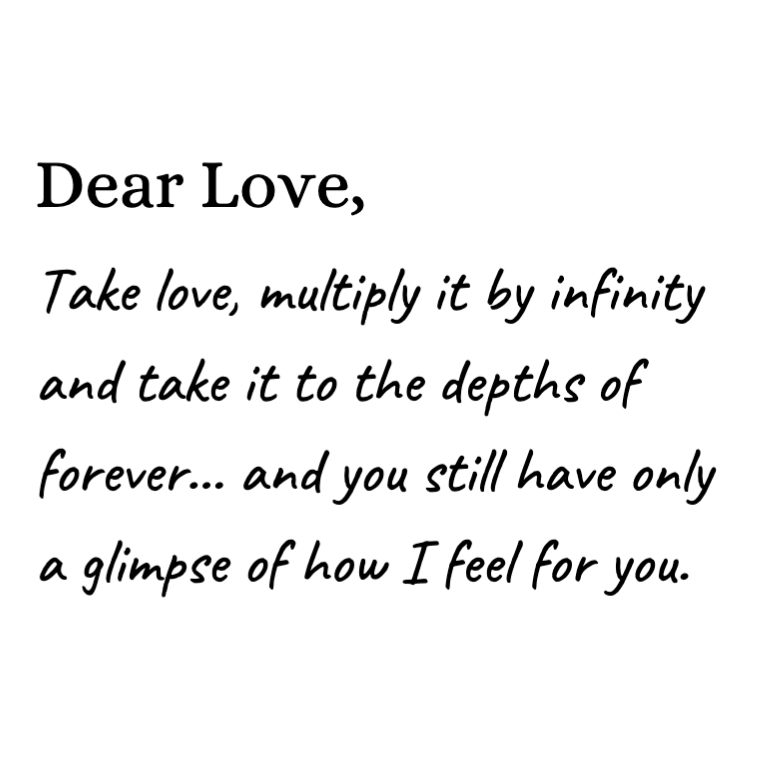 Dear Love,
Take love, multiply it by infinity
and take it to the depths of
forever... and you still have only
a glimpse of how I feel for you.